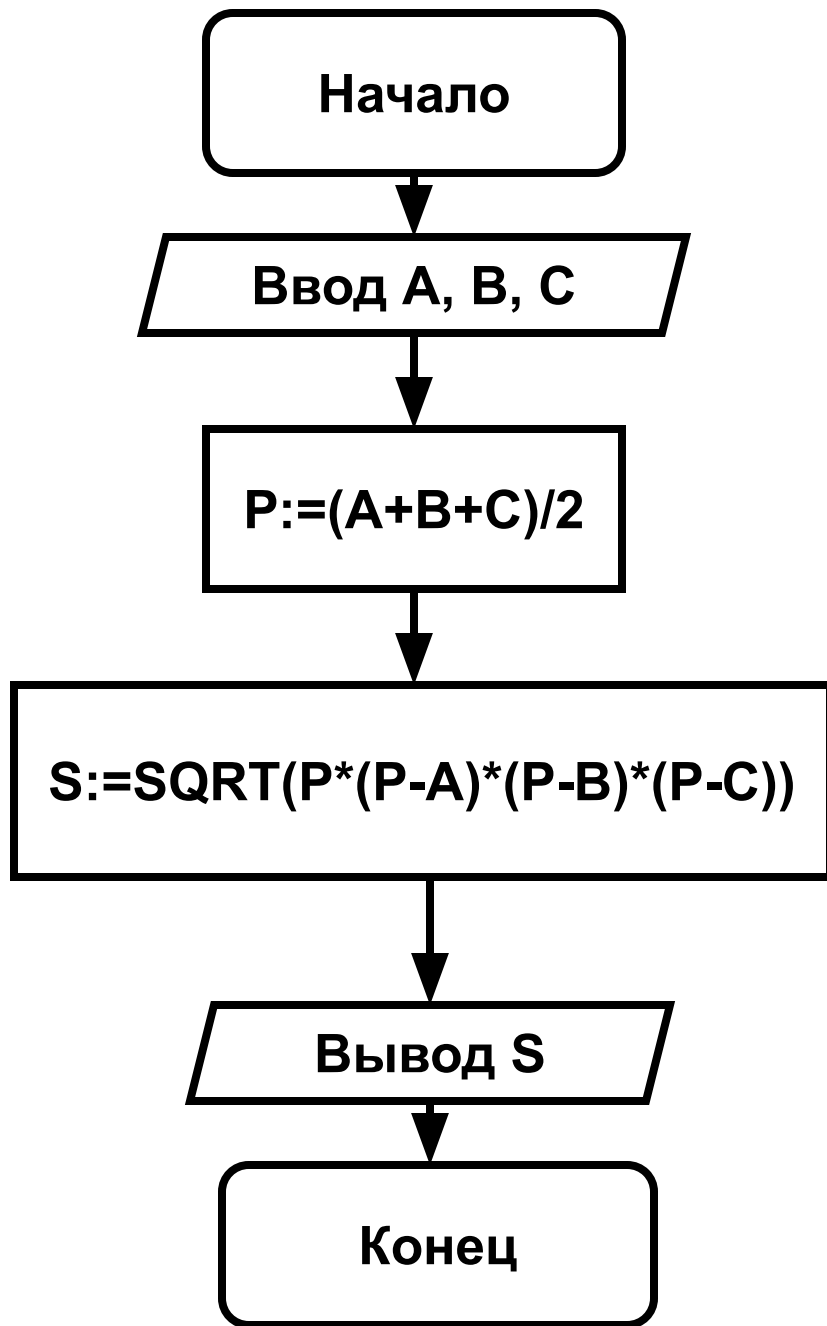 Начало
Ввод A, B, C
P:=(A+B+C)/2
S:=SQRT(P*(P-A)*(P-B)*(P-C))
Вывод S
Конец